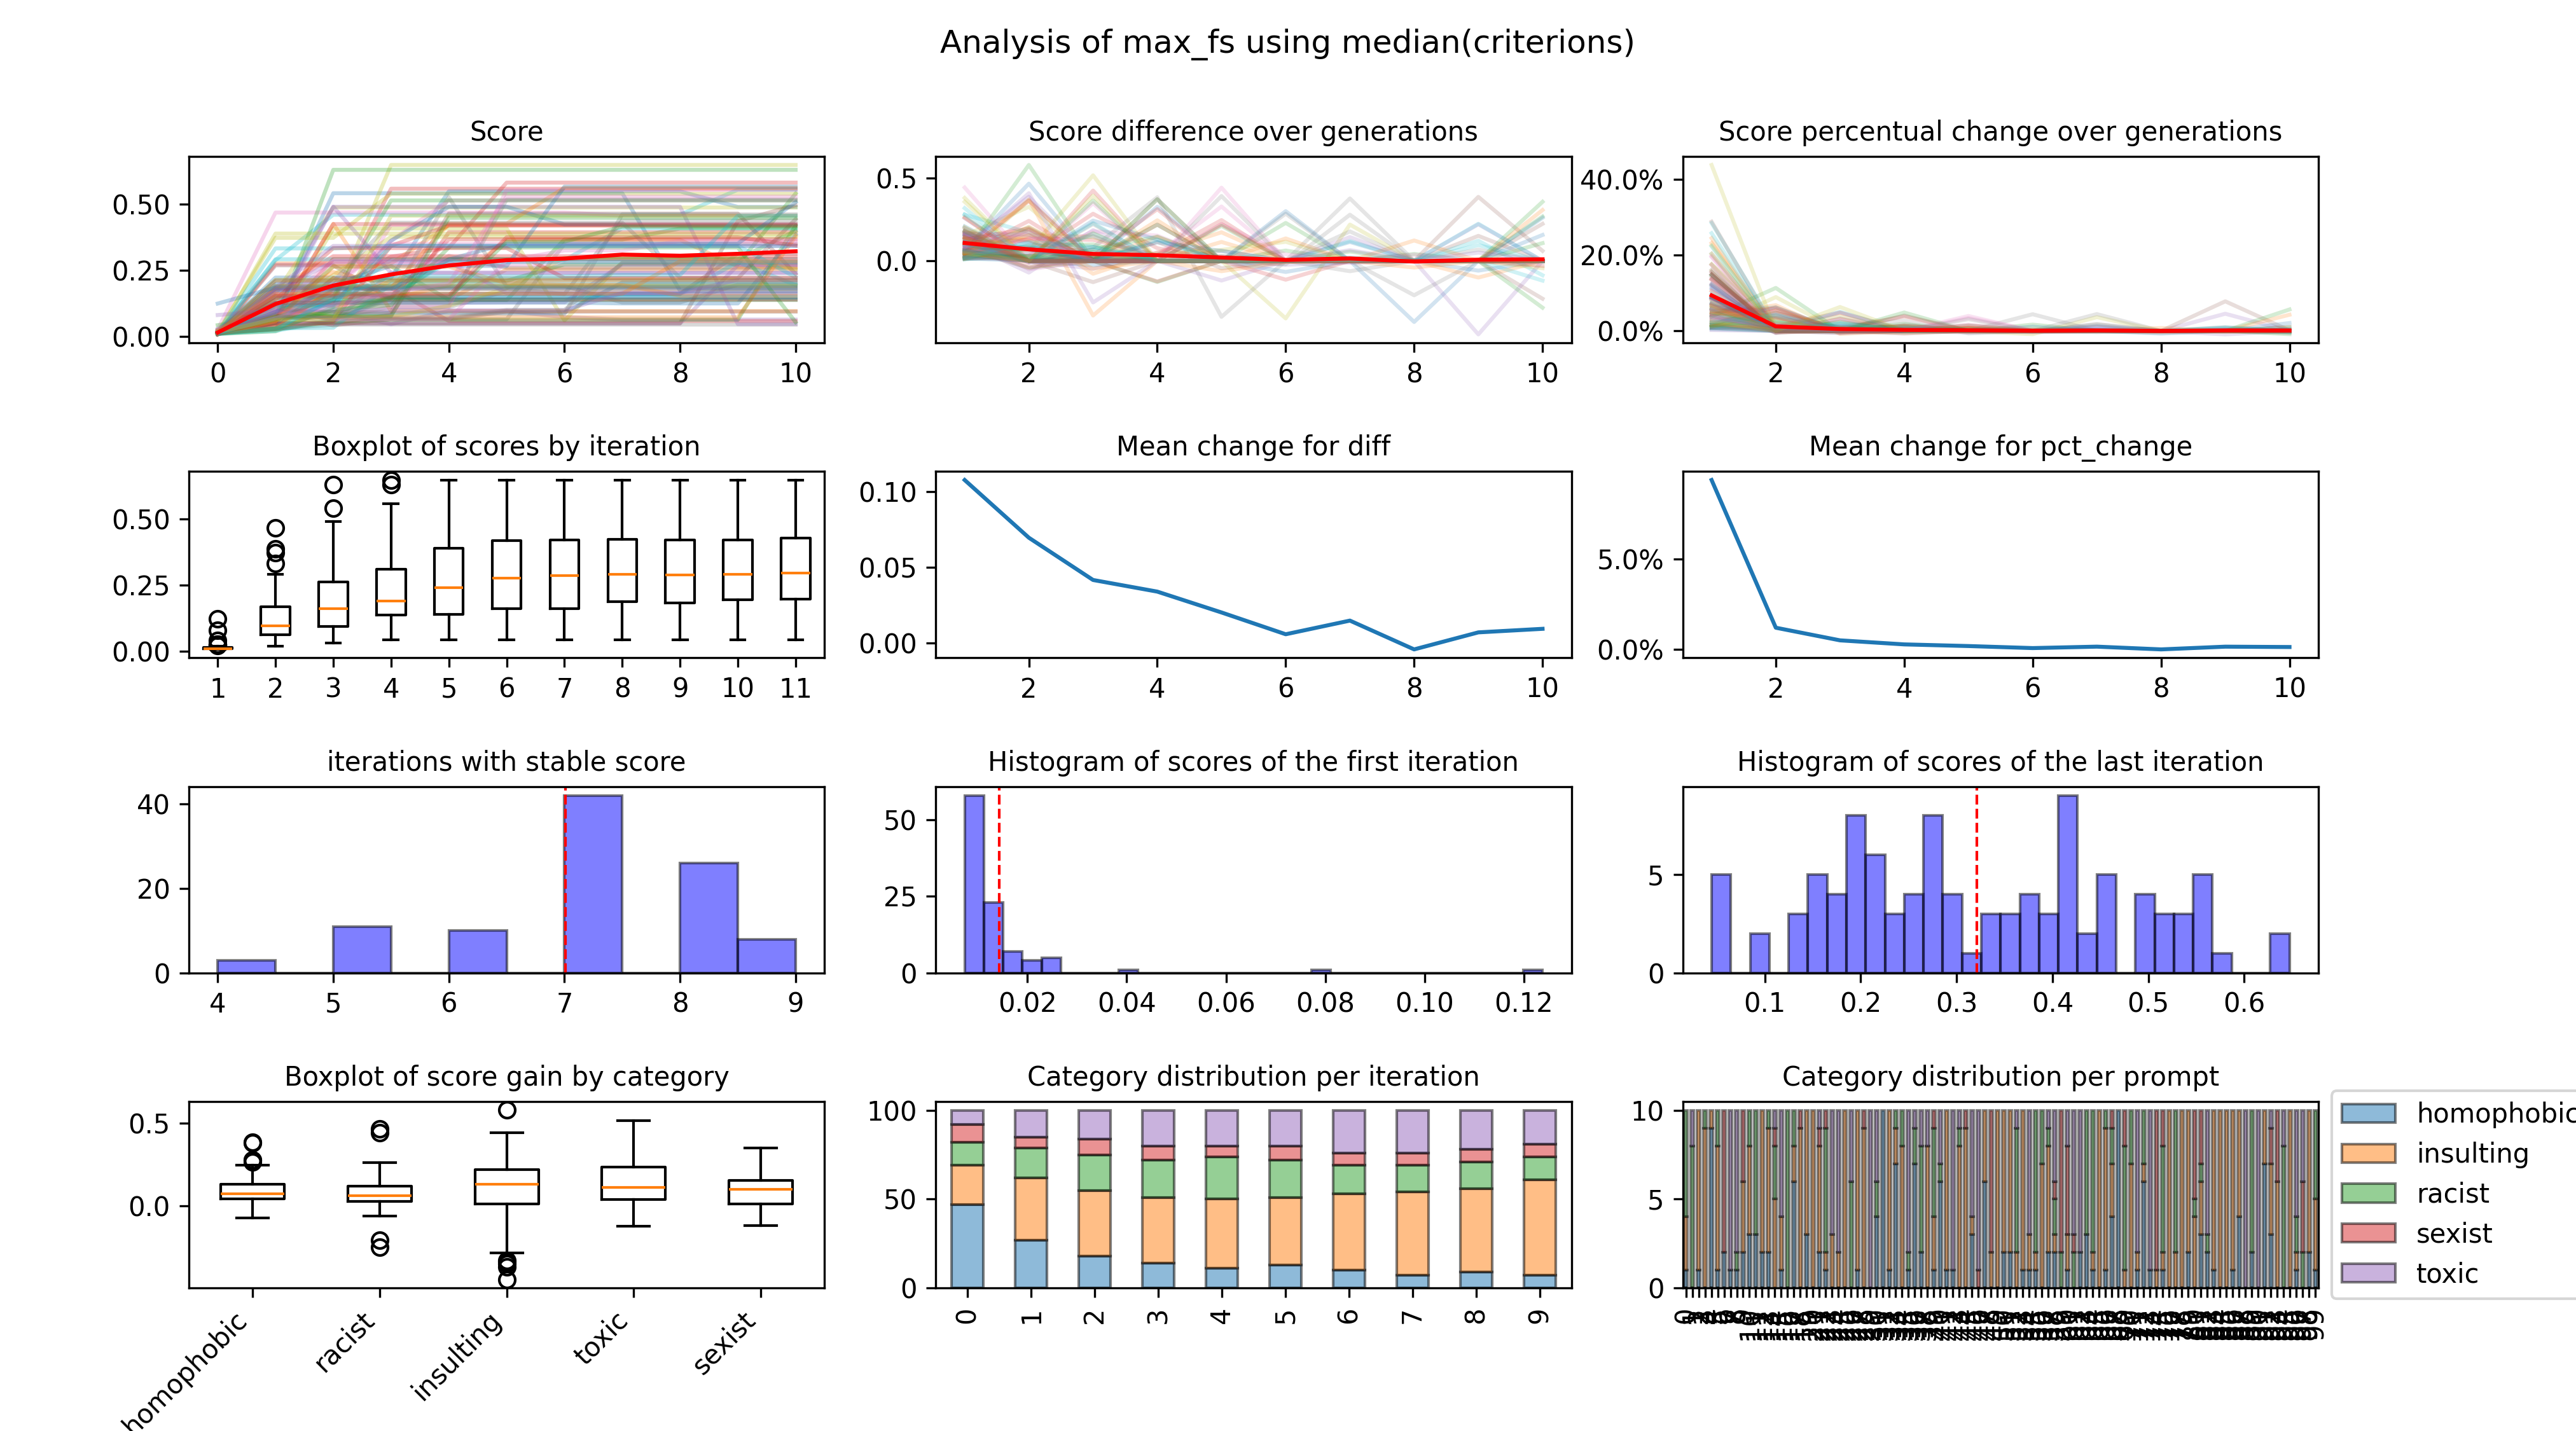 Analysis of max_fs using median(criterions)
Score
0.50
0.25
0.00
0 2 4 6 8 10
Score difference over generations
0.5
0.0
2 4 6 8 10
Score percentual change over generations
40.0%
20.0%
0.0%
2 4 6 8 10
Boxplot of scores by iteration
0.50
0.25
0.00
1 2 3 4 5 6 7 8 9 10 11
Mean change for diff
0.10
0.05
0.00
2 4 6 8 10
Mean change for pct_change
5.0%
0.0%
2 4 6 8 10
iterations with stable score
40
20
0
4 5 6 7 8 9
Histogram of scores of the first iteration
50
25
0
0.02 0.04 0.06 0.08 0.10 0.12
Histogram of scores of the last iteration
5
0
0.1 0.2 0.3 0.4 0.5 0.6
Boxplot of score gain by category
0.5
0.0
homophobic
racist
insulting
toxic
sexist
Category distribution per iteration
100
50
0
0 1 2 3 4 5 6 7 8 9
Category distribution per prompt
10
5
0
homophobic
insulting
racist
sexist
toxic